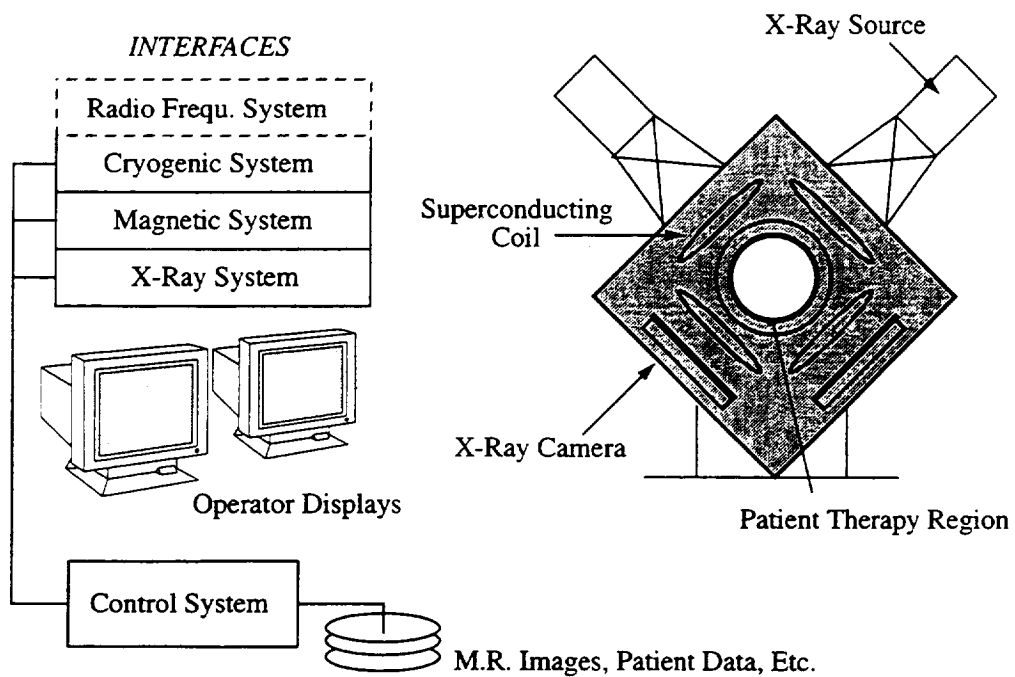 INTERFACES
Radio Frequ. System
Cryogenic System
Magnetic System
X-Ray System
Operator Displays
Control System
M.R. Images, Patient Data, Etc.
X-Ray Source
Superconducting
Coil
X-Ray Camera
Patient Therapy Region